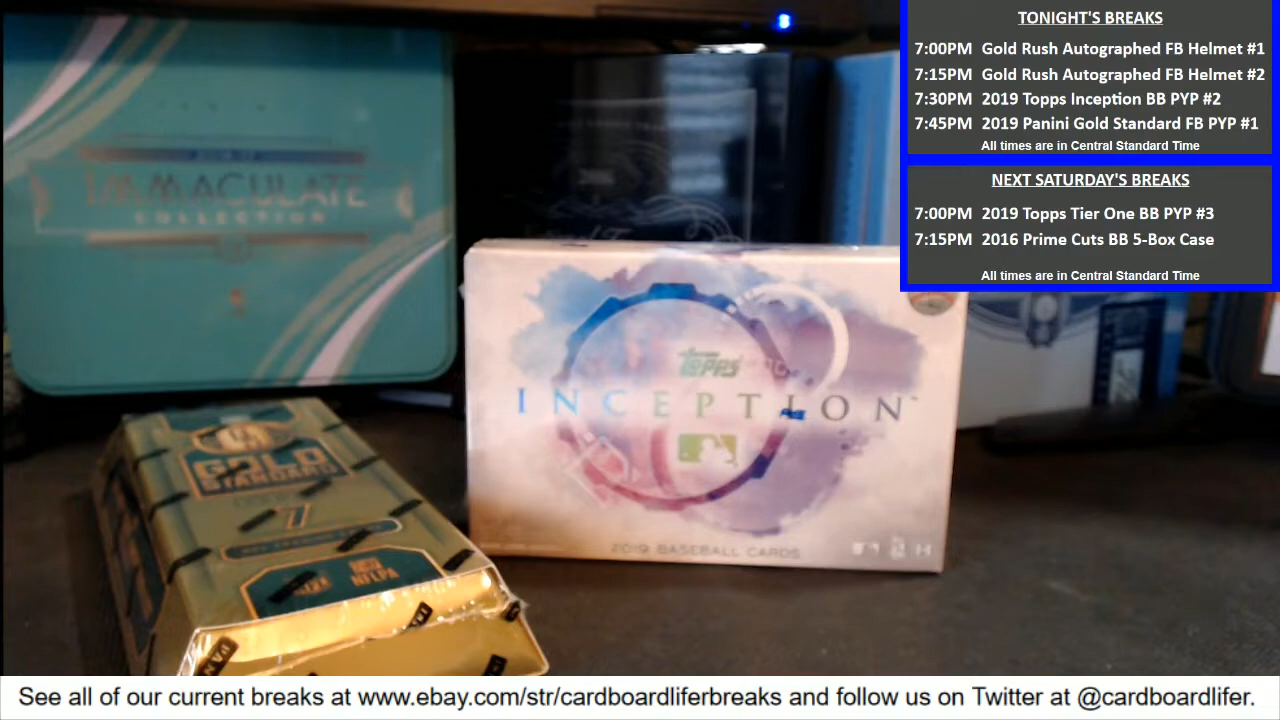 TONIGHT'S BREAKS
7:00PM Gold Rush Autographed FB Helmet #1
7:15PM Gold Rush Autographed FB Helmet #2
7:30PM 2019 Topps Inception BB PYP #2
7:45PM 2019 Panini Gold Standard FB PYP #1
All times are in Central Standard Time
NEXT SATURDAY'S BREAKS
7:00PM 2019 Topps Tier One BB PYP #3
7:15PM 2016 Prime Cuts BB 5-Box Case
All times are in Central Standard Time
IMMACULATE
COLLECTION
5
TOPPS
INCEPTION
2019 BASEBALL CARDS
GOLD
STANDARD
7
NFLPA
PAN
See all of our current breaks at www.ebay.com/str/cardboardliferbreaks and follow us on Twitter at @cardboardlifer.